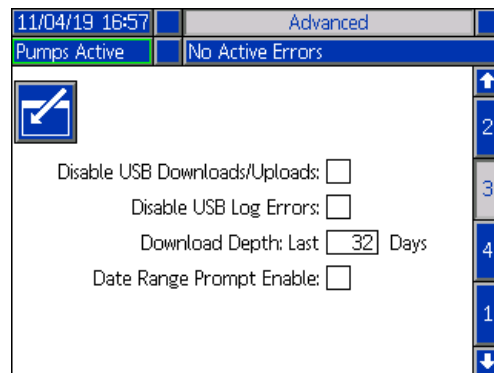 11/04/19 16:57 Advanced
Pumps Active No Active Errors
2
Disable USB Downloads/Uploads:
3
Disable USB Log Errors:
Download Depth: Last 32 Days
4
Date Range Prompt Enable:
1